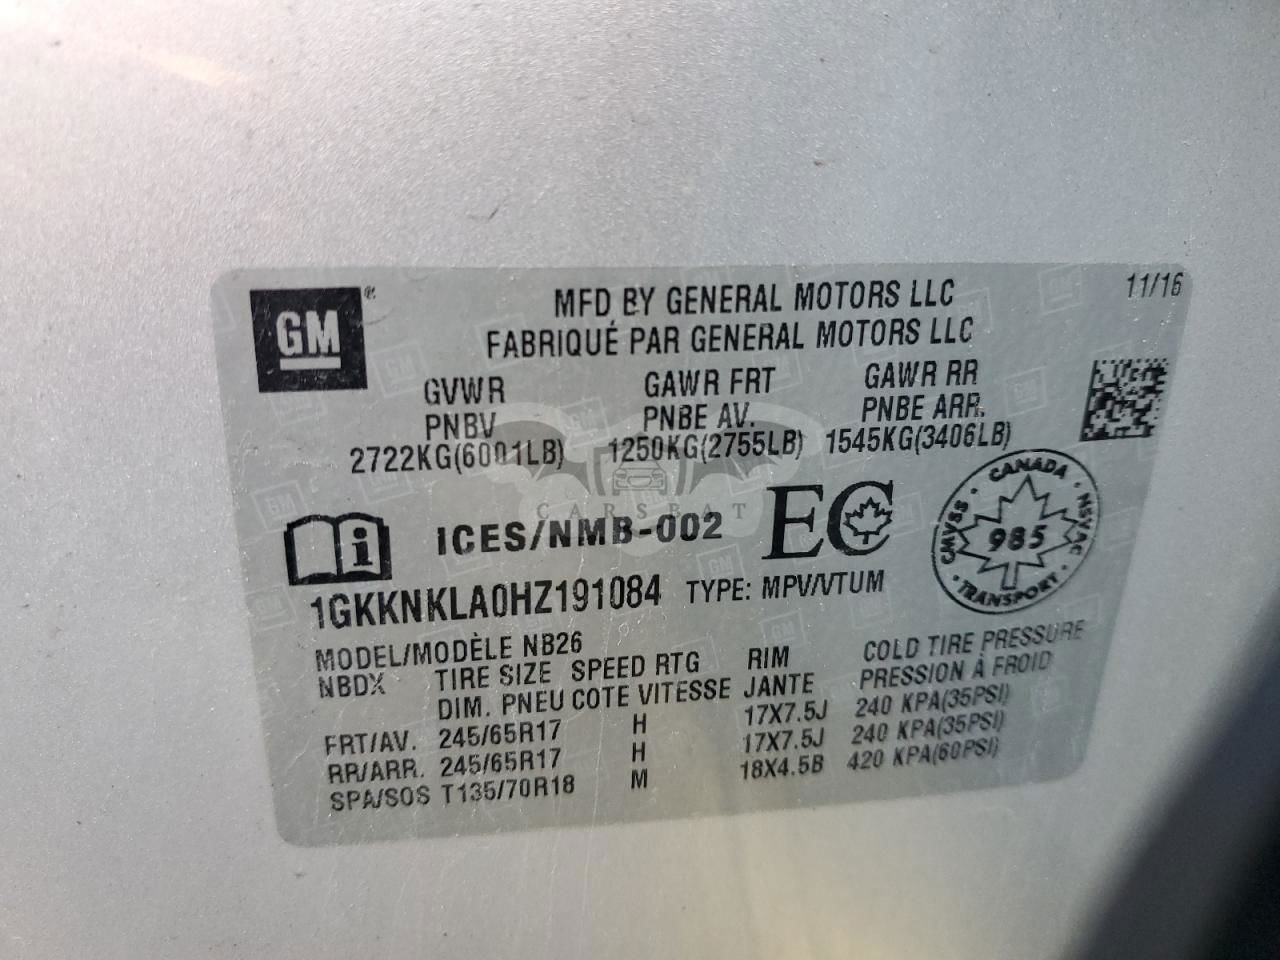 GM®
MFD BY GENERAL MOTORS LLC
11/16
FABRIQUÉ PAR GENERAL MOTORS LLC
GVWR GAWR FRT GAWR RR
PNBV PNBE AV. PNBE ARR.
2722KG(6001LB) 1250KG(2755LB) 1545KG(3406LB)
CARSBAT
ICES/NMB-002 EC
CANADA
CMVSS 985 NSVAC
TRANSPORT
1GKKNKLA0HZ191084 TYPE: MPV/VTUM
MODEL/MODÈLE NB26
NBDX TIRE SIZE SPEED RTG RIM COLD TIRE PRESSURE
DIM. PNEU COTE VITESSE JANTE PRESSION À FROID
FRT/AV. 245/65R17 H 17X7.5J 240 KPA(35PSI)
RR/ARR. 245/65R17 H 17X7.5J 240 KPA(35PSI)
SPA/SOS T135/70R18 M 18X4.5B 420 KPA(60PSI)